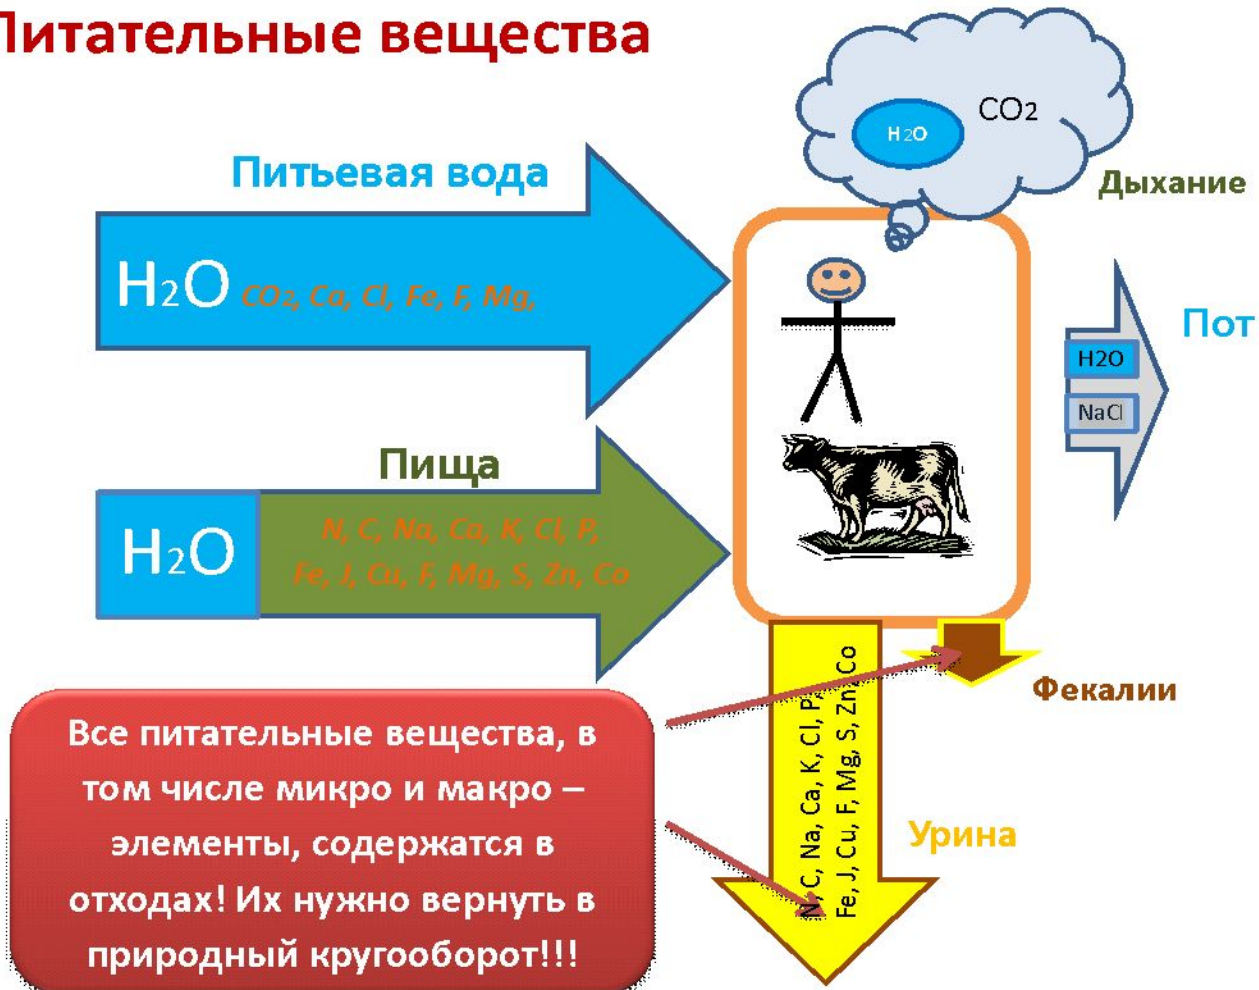 Питательные вещества
H2O CO2
Дыхание
Питьевая вода
H2O CO2, Ca, Cl, Fe, F, Mg,
Пот
H2O
NaCl
Пища
H2O
N, C, Na, Ca, K, Cl, P,
Fe, J, Cu, F, Mg, S, Zn, Co
Фекалии
N, C, Na, Ca, K, Cl, P,
Fe, J, Cu, F, Mg, S, Zn, Co
Урина
Все питательные вещества, в
том числе микро и макро –
элементы, содержатся в
отходах! Их нужно вернуть в
природный кругооборот!!!